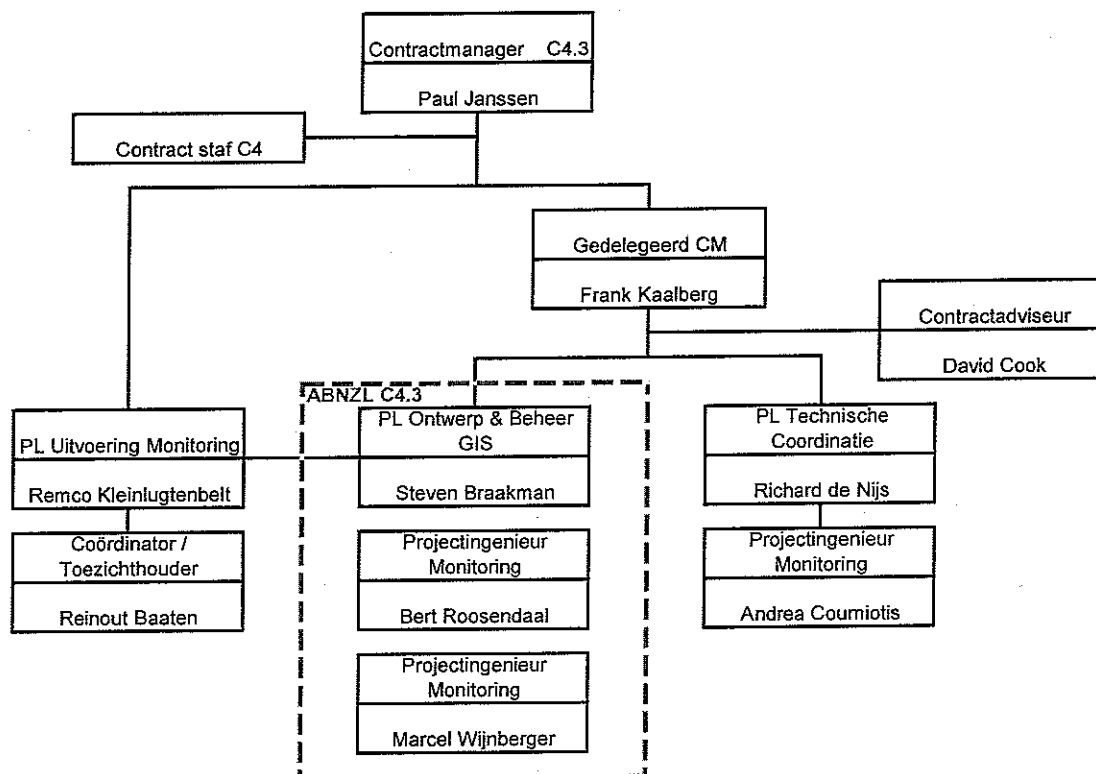 Contractmanager C4.3
Paul Janssen
Contract staf C4
Gedelegeerd CM
Frank Kaalberg
Contractadviseur
David Cook
ABNZL C4.3
PL Uitvoering Monitoring
Remco Kleinlugtenbelt
PL Ontwerp & Beheer
GIS
Steven Braakman
PL Technische
Coordinatie
Richard de Nijs
Coördinator /
Toezichthouder
Reinout Baaten
Projectingenieur
Monitoring
Bert Roosendaal
Projectingenieur
Monitoring
Andrea Coumiotis
Projectingenieur
Monitoring
Marcel Wijnberger